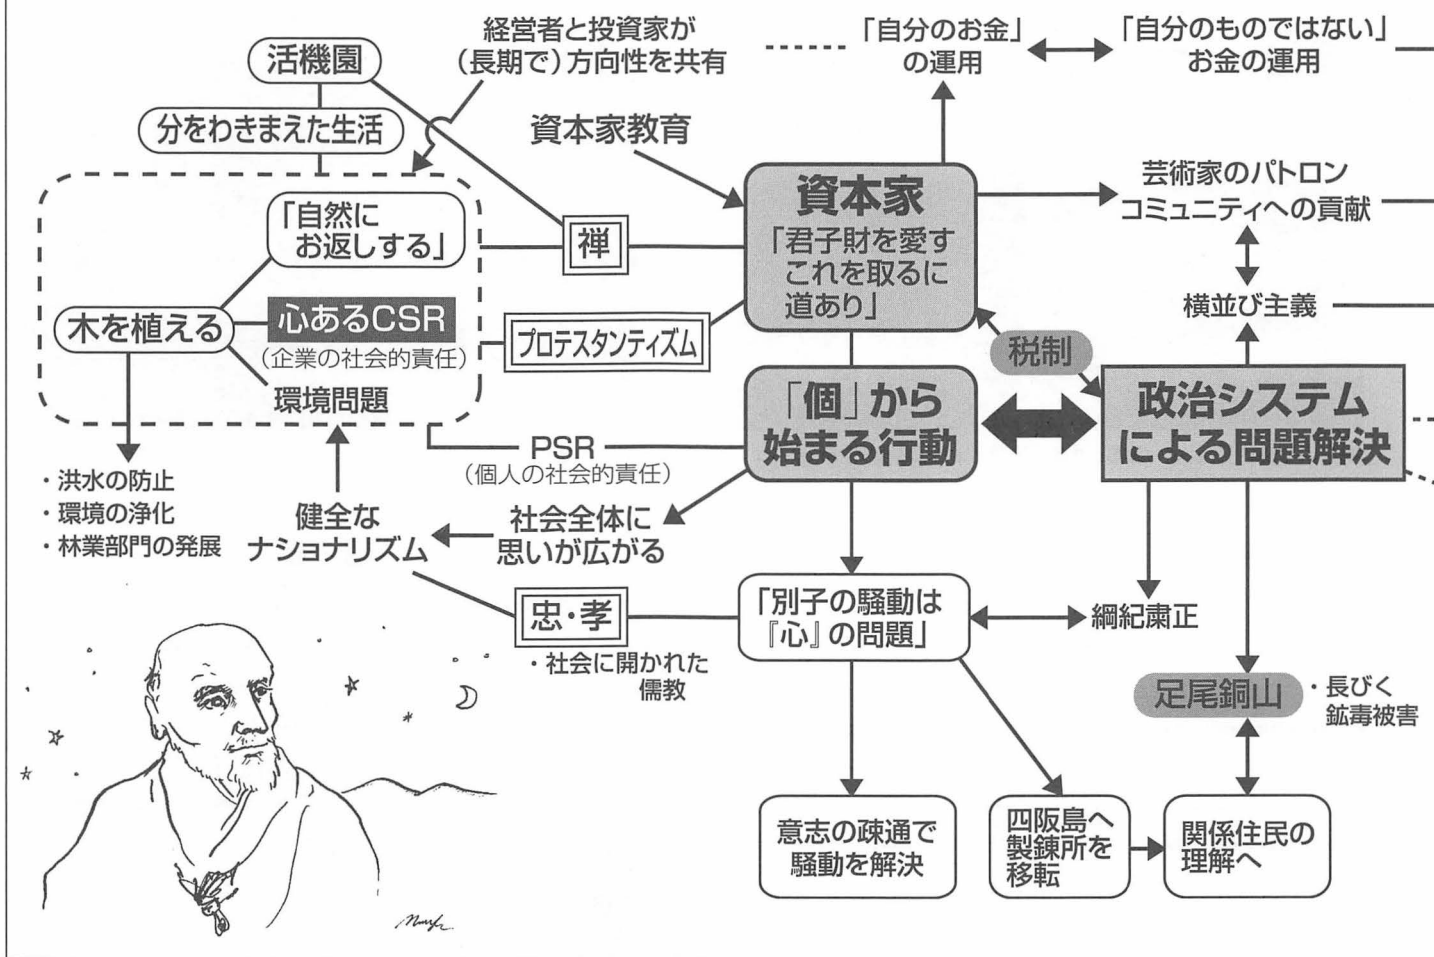 経営者と投資家が
(長期で)方向性を共有
「自分のお金」
の運用
「自分のものではない」
お金の運用
活機園
分をわきまえた生活
資本家教育
「自然に
お返しする」
禅
資本家
「君子財を愛す
これを取るに
道あり」
芸術家のパトロン
コミュニティへの貢献
横並び主義
木を植える
心あるCSR
(企業の社会的責任)
環境問題
プロテスタンティズム
税制
「個」から
始まる行動
政治システム
による問題解決
PSR
(個人の社会的責任)
・洪水の防止
・環境の浄化
・林業部門の発展
健全な
ナショナリズム
社会全体に
思いが広がる
忠・孝
・社会に開かれた
儒教
「別子の騒動は
『心』の問題」
綱紀粛正
足尾銅山
・長びく
鉱毒被害
意志の疎通で
騒動を解決
四阪島へ
製錬所を
移転
関係住民の
理解へ